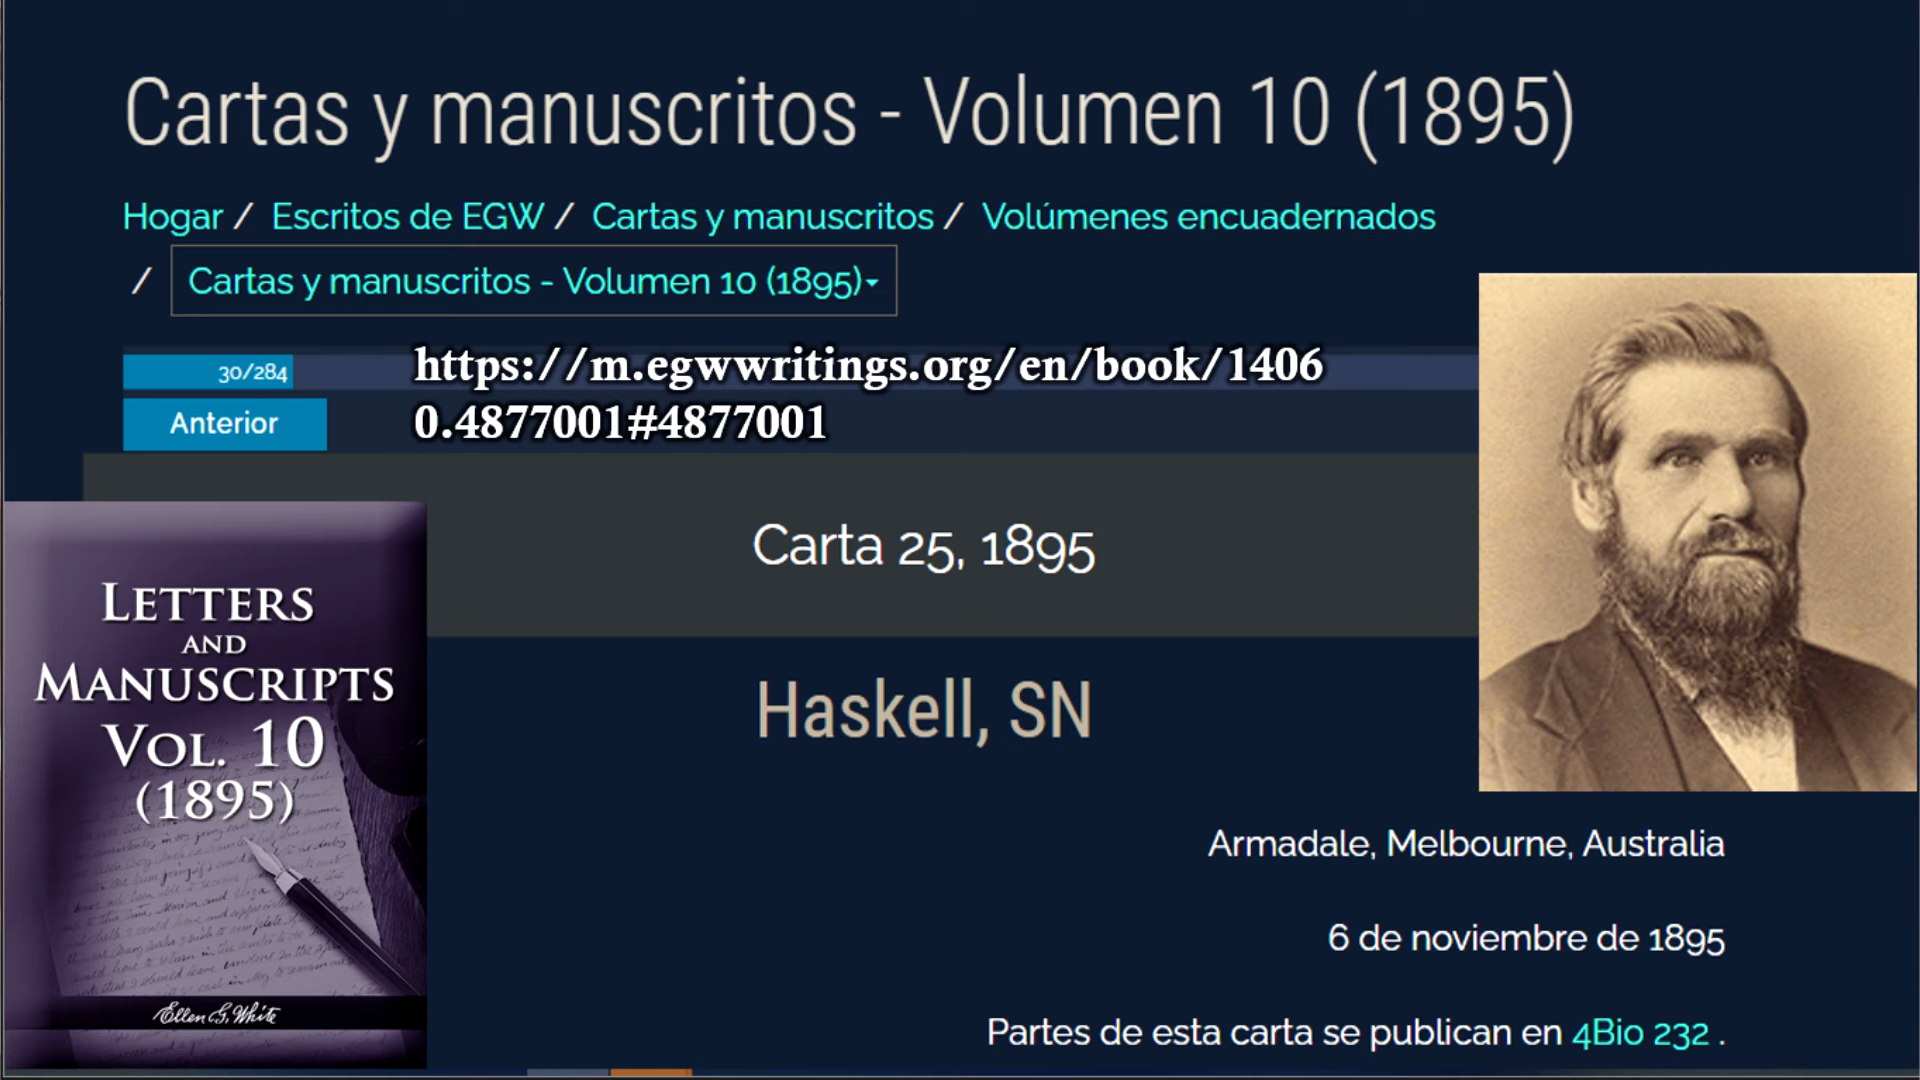 Cartas y manuscritos - Volumen 10 (1895)
Hogar / Escritos de EGW / Cartas y manuscritos / Volúmenes encuadernados
/ Cartas y manuscritos - Volumen 10 (1895)
30/284
https://m.egwwritings.org/en/book/1406
Anterior
0.4877001#4877001
Carta 25, 1895
LETTERS
AND
MANUSCRIPTS
VOL. 10
(1895)
Ellen G. White
Haskell, SN
Armadale, Melbourne, Australia
6 de noviembre de 1895
Partes de esta carta se publican en 4Bio 232 .